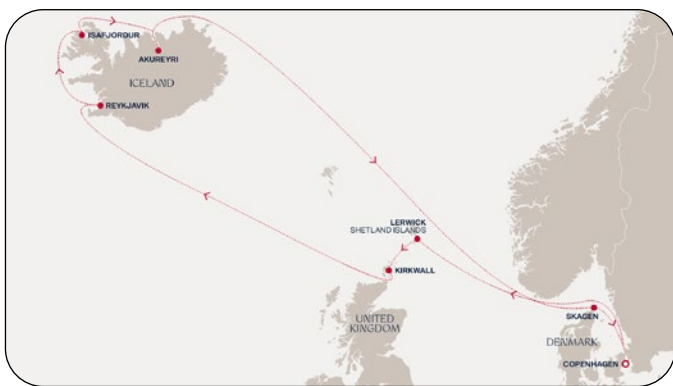 ISAFJORDUR
AKUREYRI
ICELAND
REYKJAVIK
LERWICK
SHETLAND ISLANDS
KIRKWALL
UNITED
KINGDOM
SKAGEN
DENMARK
COPENHAGEN